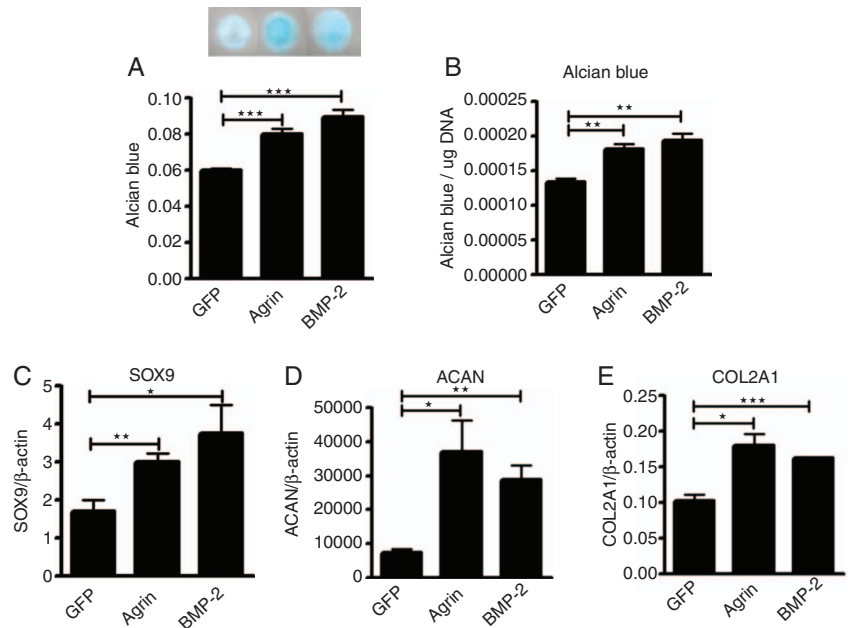 A
Alcian blue
0.10
0.08
0.06
0.04
0.02
0.00
★★★
★★★
GFP
Agrin
BMP-2
B
Alcian blue
Alcian blue / ug DNA
0.00025
0.00020
0.00015
0.00010
0.00005
0.00000
★★
★★
GFP
Agrin
BMP-2
C
SOX9
SOX9/β-actin
5
4
3
2
1
0
★
★★
GFP
Agrin
BMP-2
D
ACAN
ACAN/β-actin
50000
40000
30000
20000
10000
0
★★
★
GFP
Agrin
BMP-2
E
COL2A1
COL2A1/β-actin
0.25
0.20
0.15
0.10
0.05
0.00
★★★
★
GFP
Agrin
BMP-2